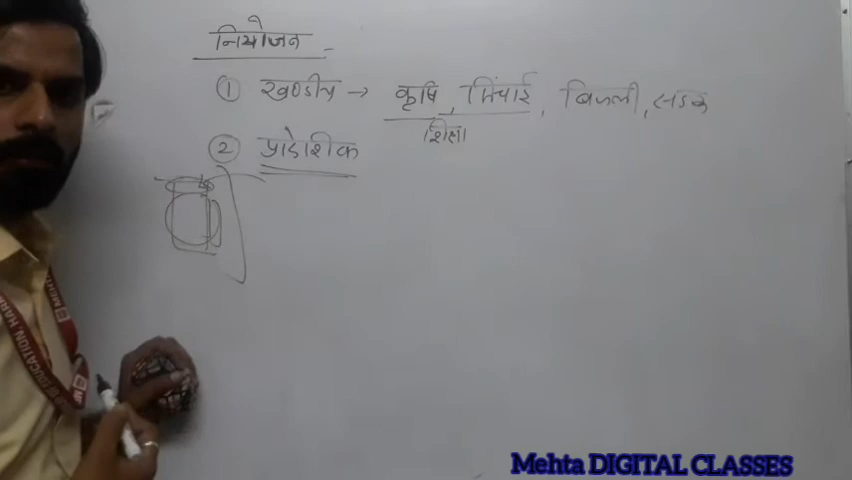 नियोजन
① खण्डीय → कृषि, सिंचाई, बिजली, सड़क
शिक्षा
② प्रादेशिक
Mehta DIGITAL CLASSES